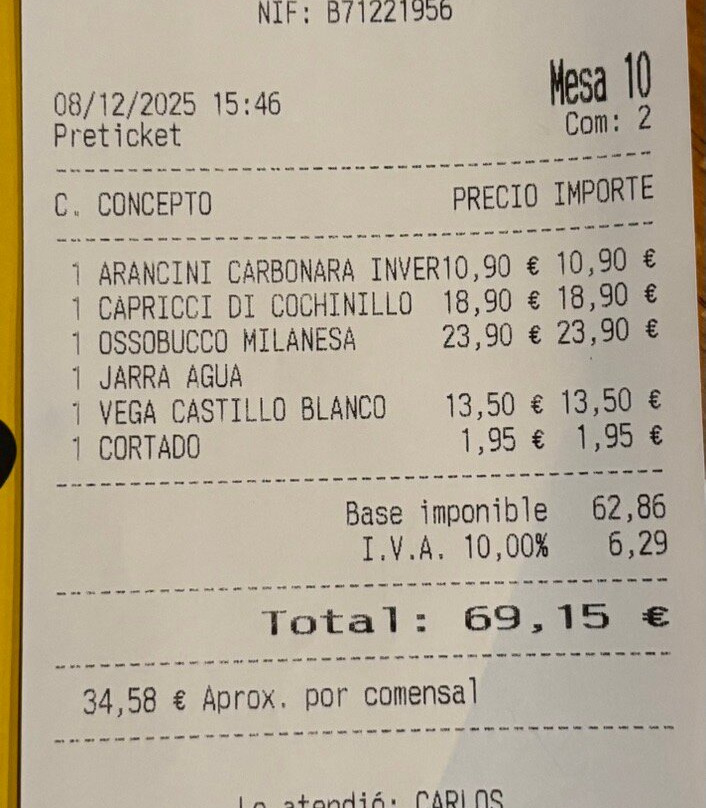 NIF: B71221956
Mesa 10
08/12/2025 15:46
Com: 2
Preticket
C. CONCEPTO PRECIO IMPORTE
1 ARANCINI CARBONARA INVER10,90 € 10,90 €
1 CAPRICCI DI COCHINILLO 18,90 € 18,90 €
1 OSSOBUCCO MILANESA 23,90 € 23,90 €
1 JARRA AGUA
1 VEGA CASTILLO BLANCO 13,50 € 13,50 €
1 CORTADO 1,95 € 1,95 €
Base imponible 62,86
I.V.A. 10,00% 6,29
Total: 69,15 €
34,58 € Aprox. por comensal
Lo atendió: CARLOS